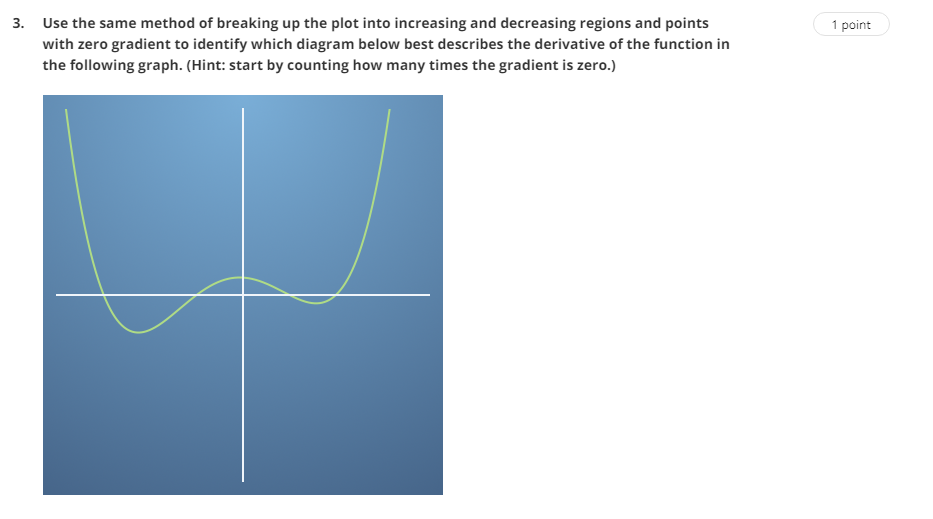 3. Use the same method of breaking up the plot into increasing and decreasing regions and points
1 point
with zero gradient to identify which diagram below best describes the derivative of the function in
the following graph. (Hint: start by counting how many times the gradient is zero.)